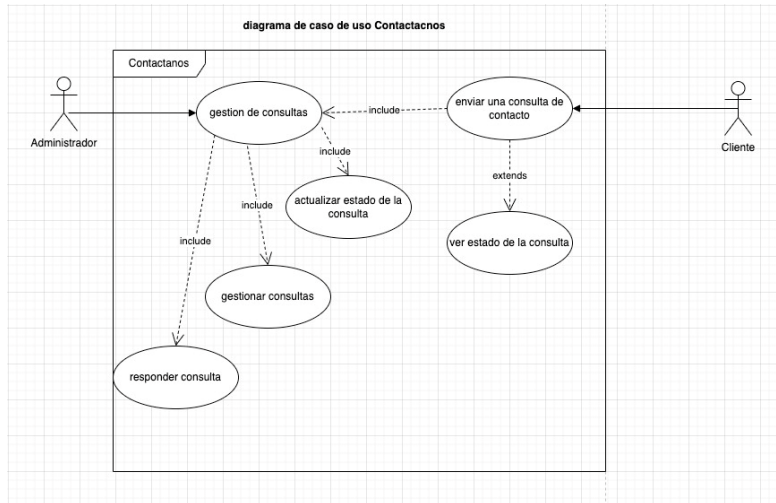 diagrama de caso de uso Contactacnos
Contactanos
gestion de consultas
include
enviar una consulta de
contacto
Administrador
Cliente
include
extends
actualizar estado de la
consulta
include
include
ver estado de la consulta
gestionar consultas
responder consulta